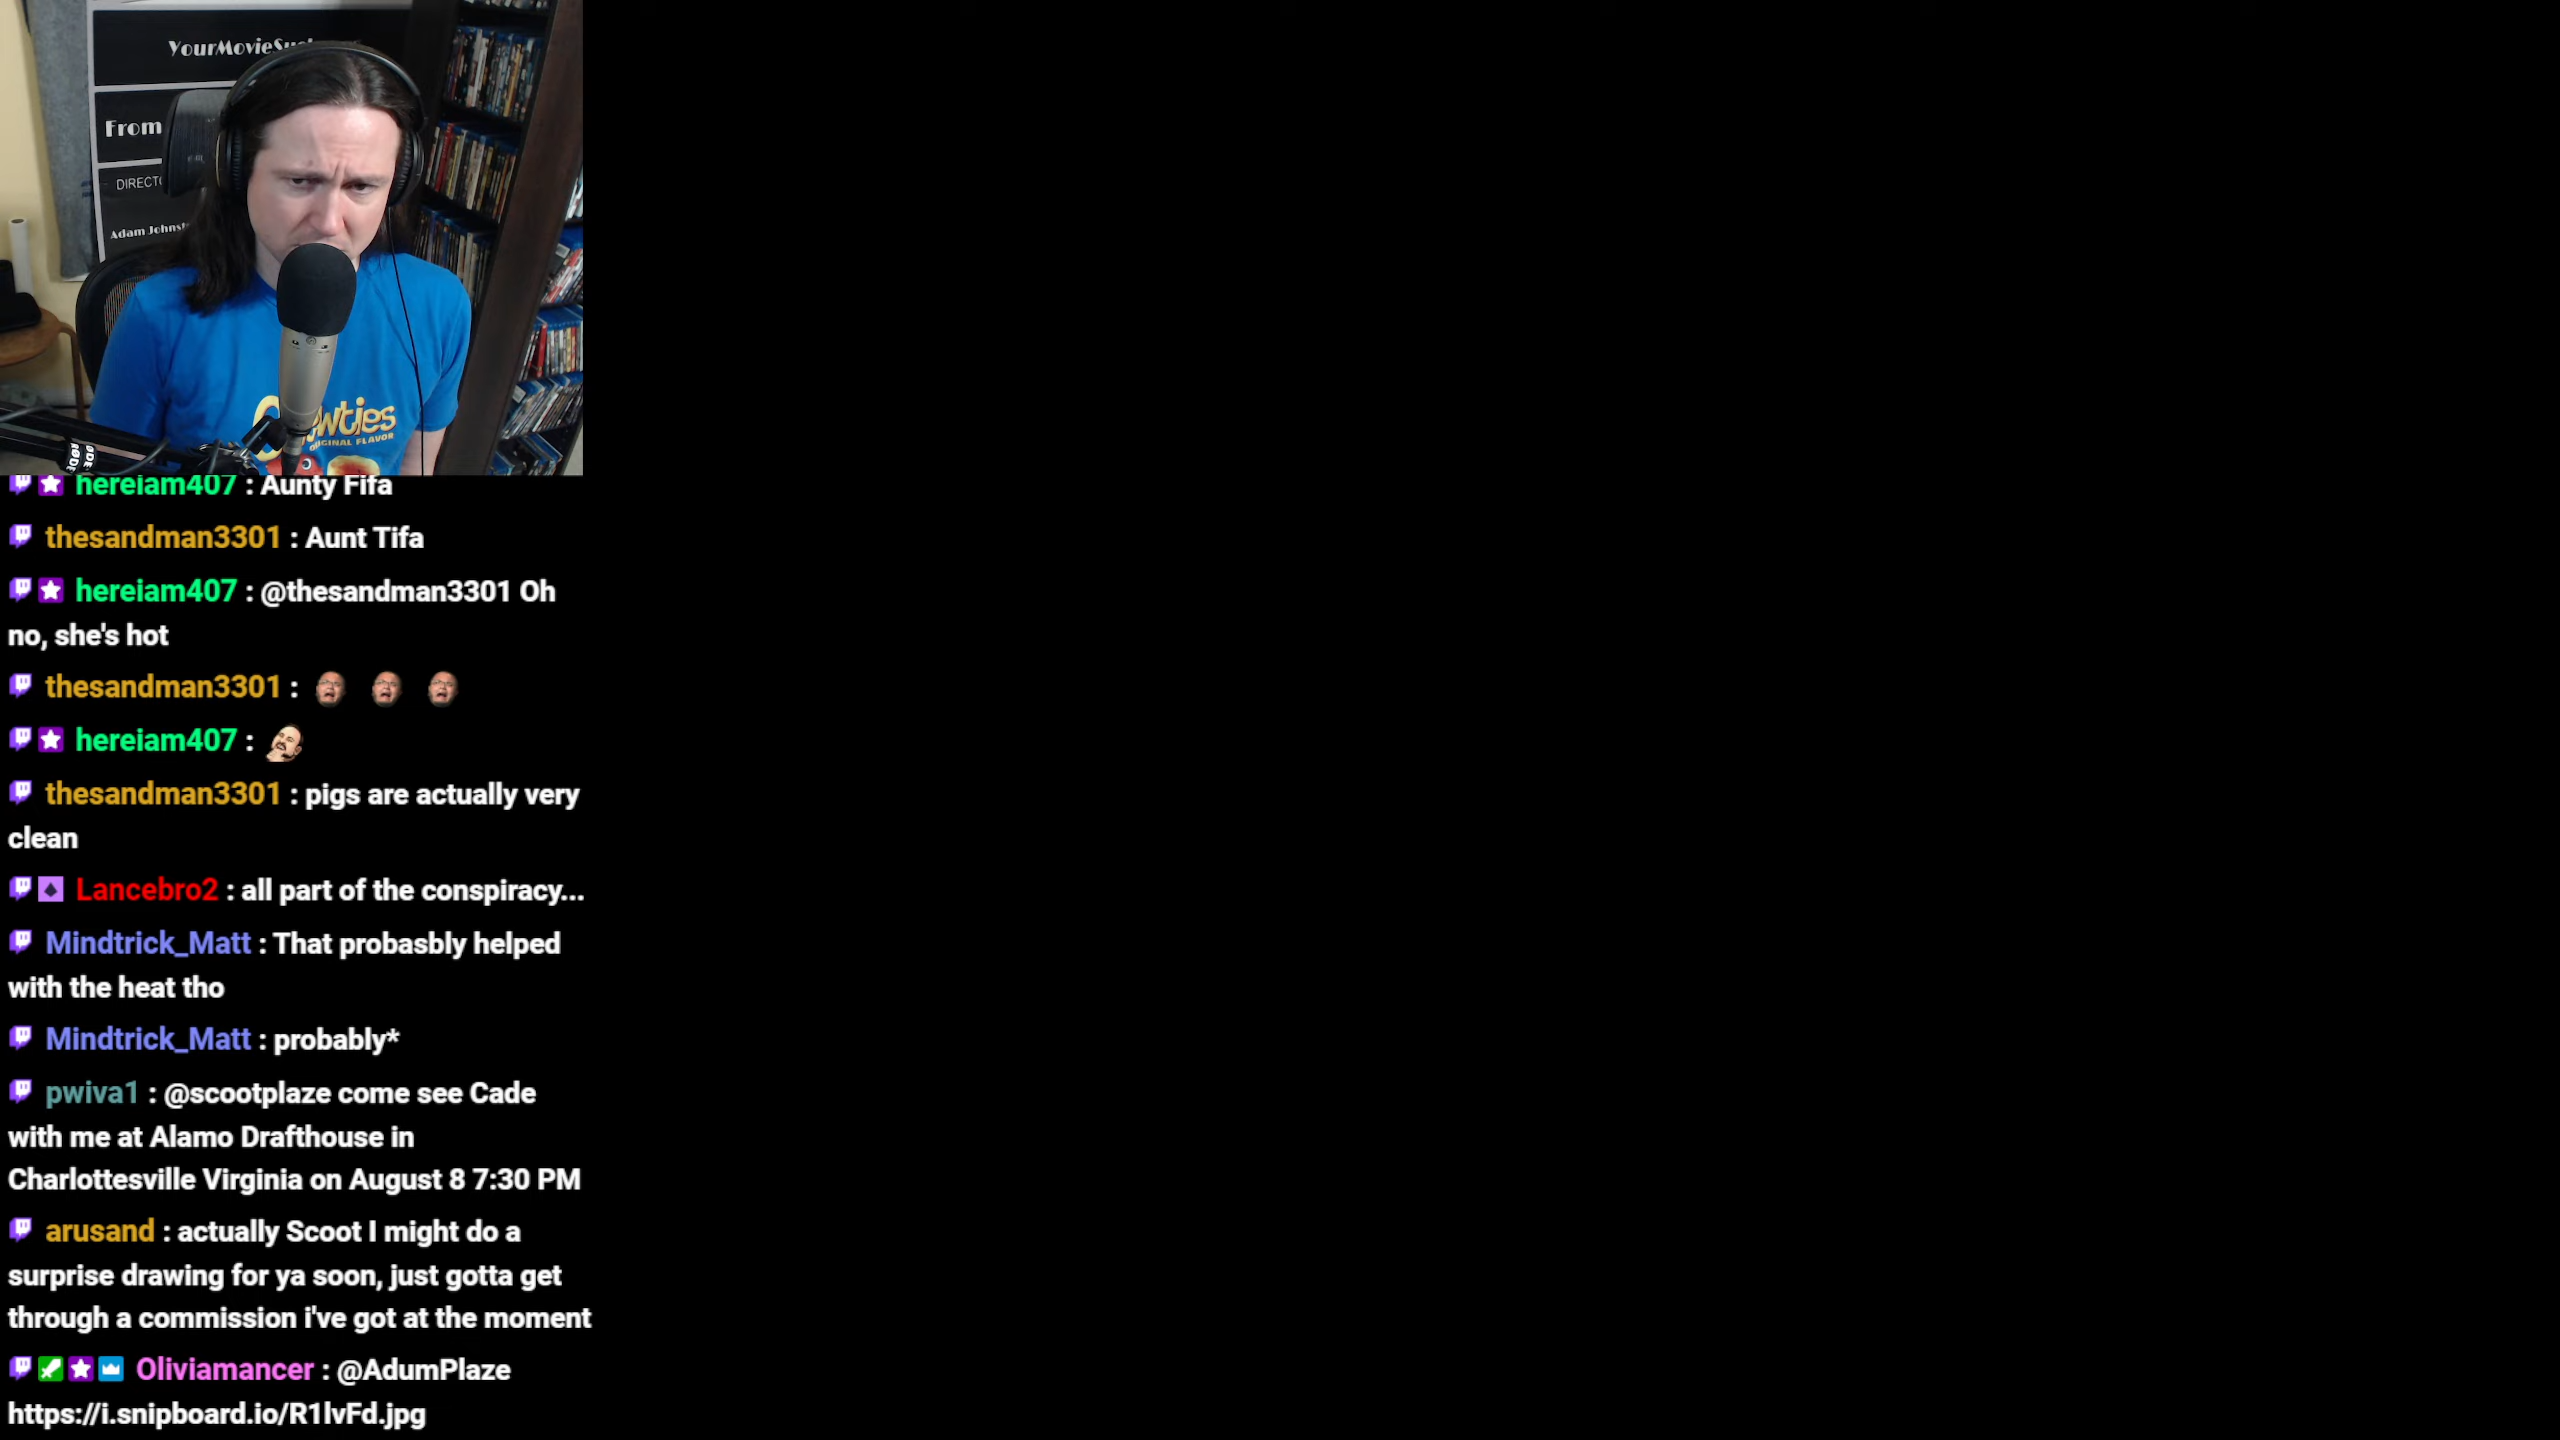 YourMovieSu
From
DIRECT
Adam Johnst
wties
ORIGINAL FLAVOR
RØDE
hereiam407 : Aunty Fifa
thesandman3301 : Aunt Tifa
hereiam407 : @thesandman3301 Oh
no, she's hot
thesandman3301 :
hereiam407 :
thesandman3301 : pigs are actually very
clean
Lancebro2 : all part of the conspiracy...
Mindtrick_Matt : That probasbly helped
with the heat tho
Mindtrick_Matt : probably*
pwiva1 : @scootplaze come see Cade
with me at Alamo Drafthouse in
Charlottesville Virginia on August 8 7:30 PM
arusand : actually Scoot I might do a
surprise drawing for ya soon, just gotta get
through a commission i've got at the moment
Oliviamancer : @AdumPlaze
https://i.snipboard.io/R1lvFd.jpg